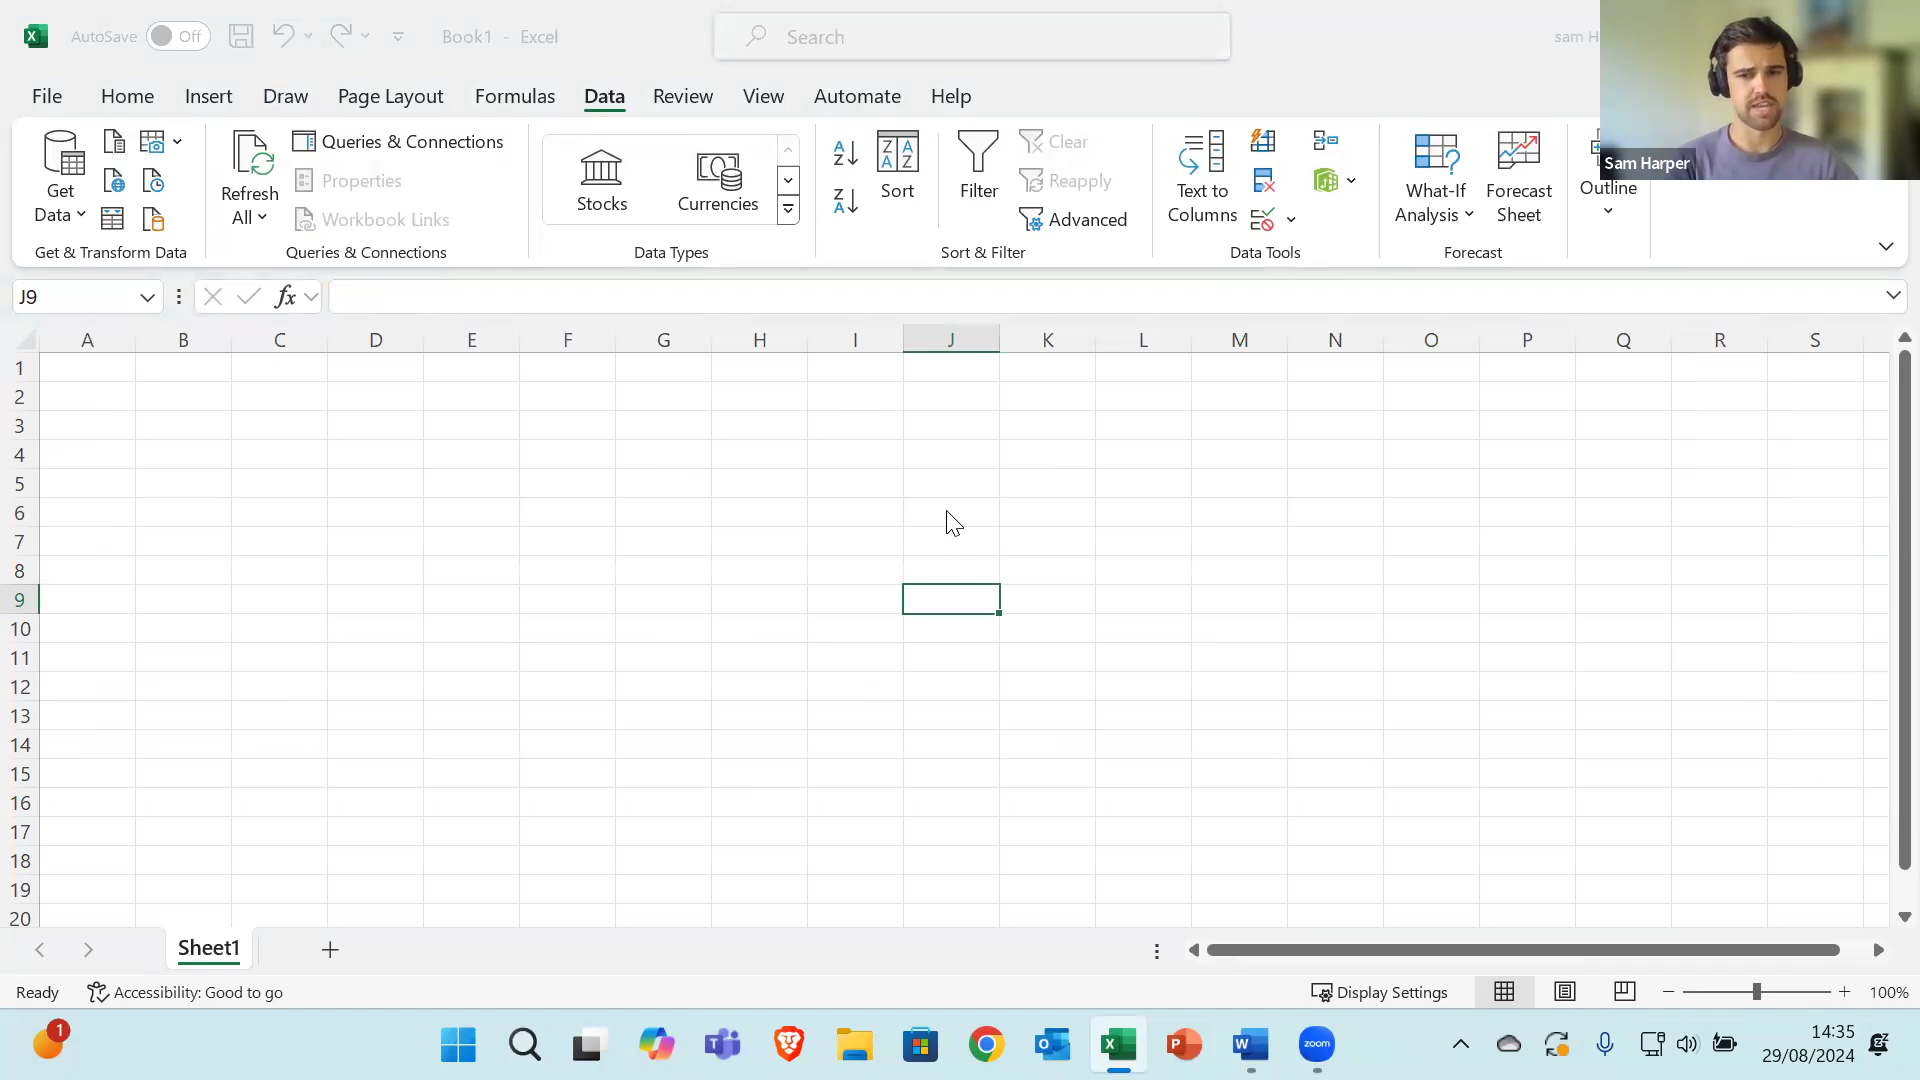 AutoSave Off Book1 - Excel Search sam H
File Home Insert Draw Page Layout Formulas Data Review View Automate Help
Sam Harper
Get Data
Refresh All
Queries & Connections
Properties
Workbook Links
Stocks
Currencies
Sort
Filter
Clear
Reapply
Advanced
Text to Columns
What-If Analysis
Forecast Sheet
Outline
Get & Transform Data Queries & Connections Data Types Sort & Filter Data Tools Forecast
J9 fx
A B C D E F G H I J K L M N O P Q R S
1
2
3
4
5
6
7
8
9
10
11
12
13
14
15
16
17
18
19
20
Sheet1
Ready Accessibility: Good to go Display Settings 100%
1
zoom
14:35
29/08/2024